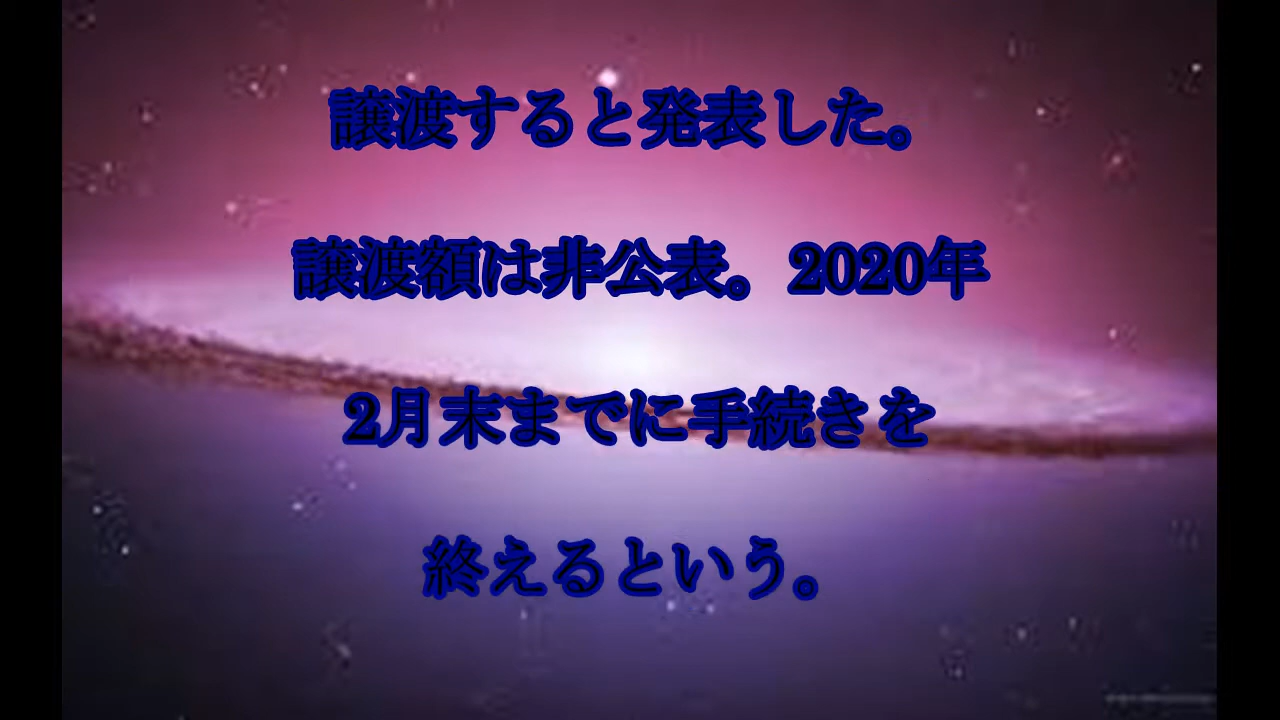 譲渡すると発表した。
譲渡額は非公表。2020年
2月末までに手続きを
終えるという。